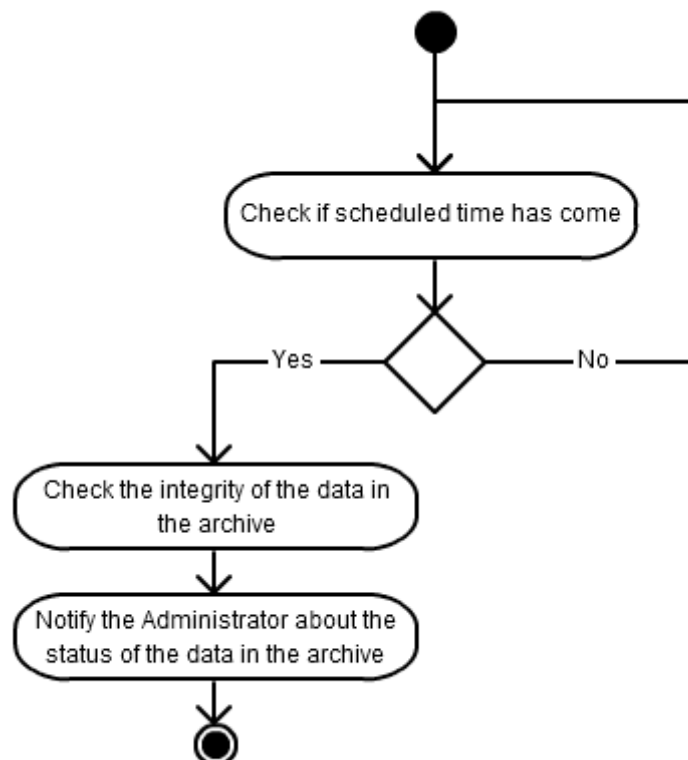 Check if scheduled time has come
Yes
No
Check the integrity of the data in
the archive
Notify the Administrator about the
status of the data in the archive